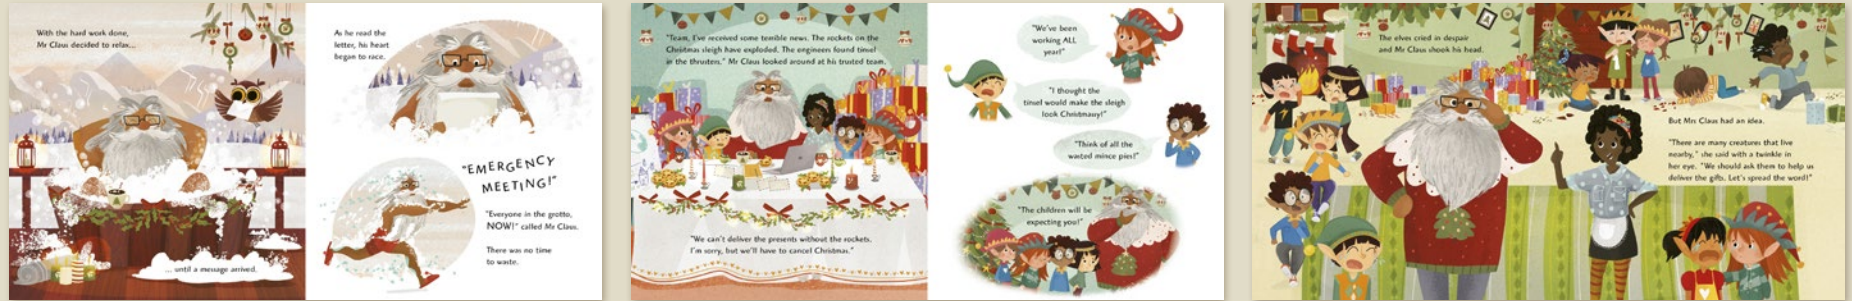 With the hard work done,
Mr Claus decided to relax...
... until a message arrived.
As he read the
letter, his heart
began to race.
"EMERGENCY
MEETING!"
"Everyone in the grotto,
NOW!" called Mr Claus.
There was no time
to waste.
"Team, I've received some terrible news. The rockets on the
Christmas sleigh have exploded. The engineers found tinsel
in the thrusters." Mr Claus looked around at his trusted team.
"We can't deliver the presents without the rockets.
I'm sorry, but we'll have to cancel Christmas."
"We've been
working ALL
year!"
"I thought the
tinsel would make the sleigh
look Christmassy!"
"Think of all the
wasted mince pies!"
"The children will be
expecting you!"
The elves cried in despair
and Mr Claus shook his head.
But Mrs Claus had an idea.
"There are many creatures that live
nearby," she said with a twinkle in
her eye. "We should ask them to help us
deliver the gifts. Let's spread the word!"